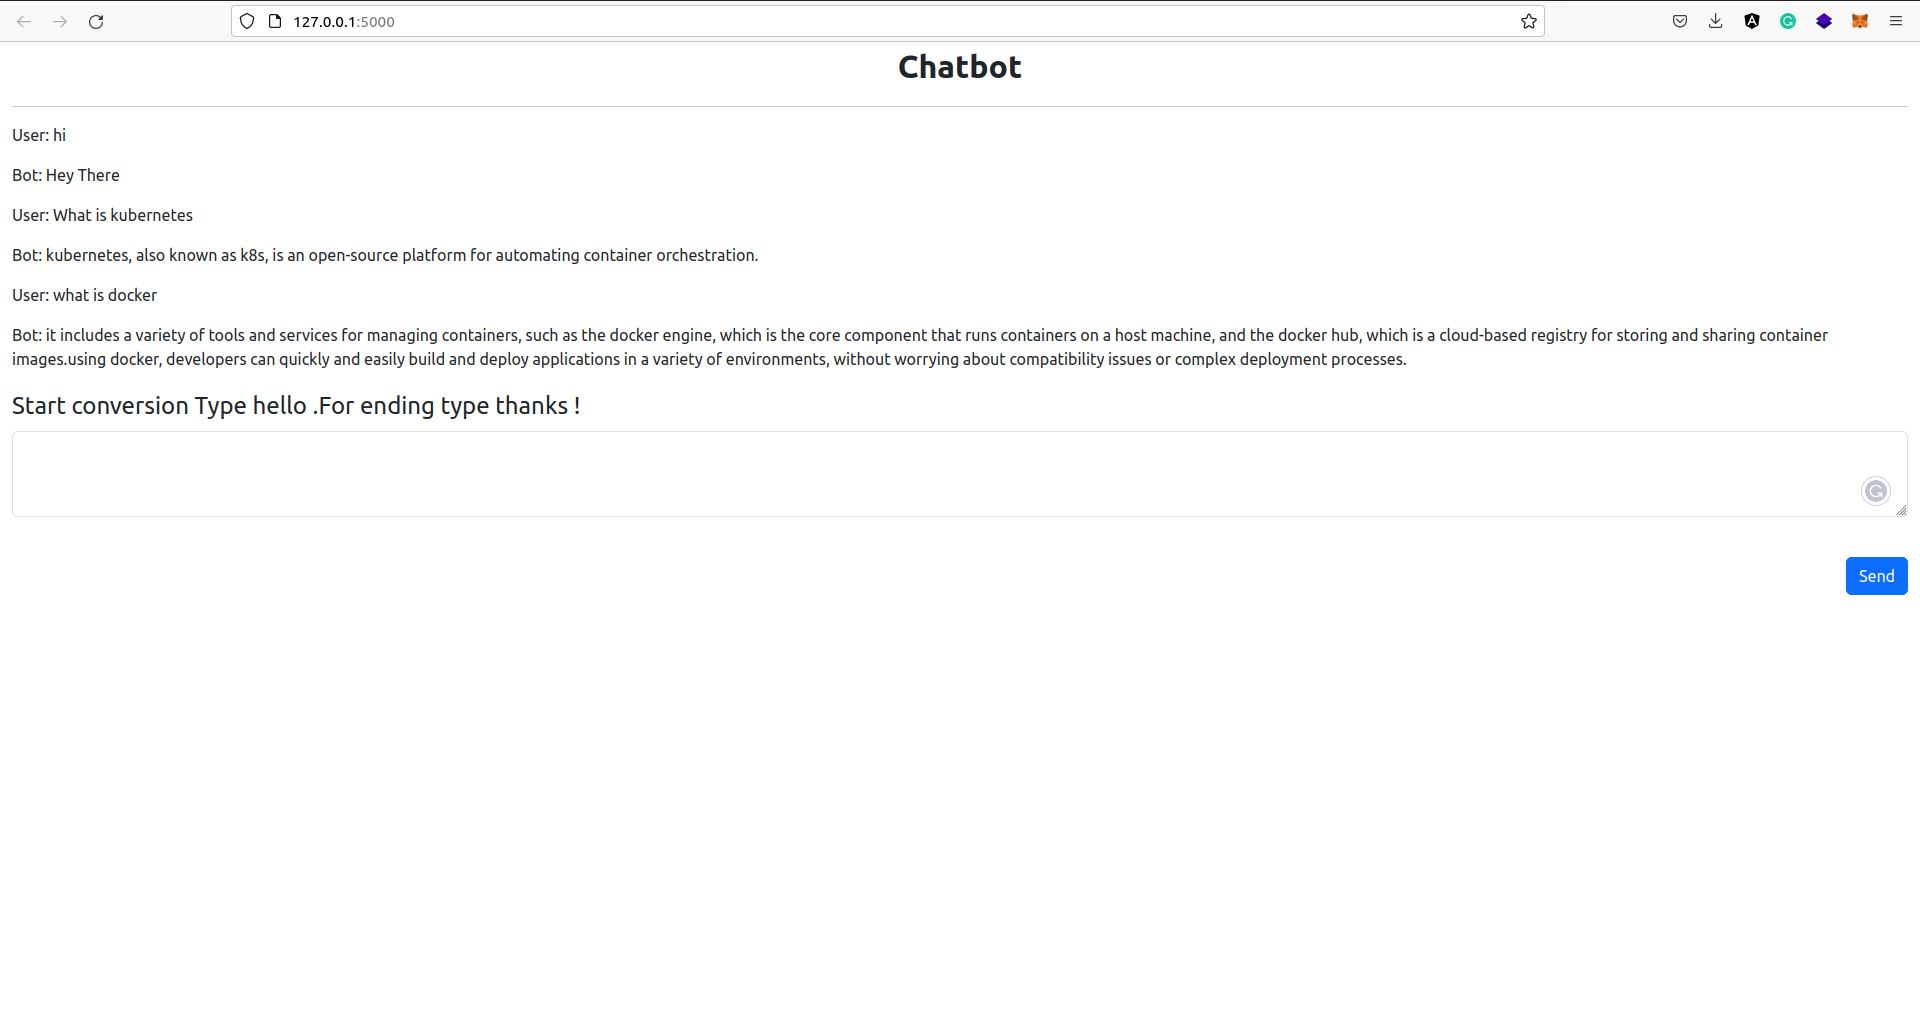 127.0.0.1:5000
Chatbot
User: hi
Bot: Hey There
User: What is kubernetes
Bot: kubernetes, also known as k8s, is an open-source platform for automating container orchestration.
User: what is docker
Bot: it includes a variety of tools and services for managing containers, such as the docker engine, which is the core component that runs containers on a host machine, and the docker hub, which is a cloud-based registry for storing and sharing container
images.using docker, developers can quickly and easily build and deploy applications in a variety of environments, without worrying about compatibility issues or complex deployment processes.
Start conversion Type hello .For ending type thanks !
Send